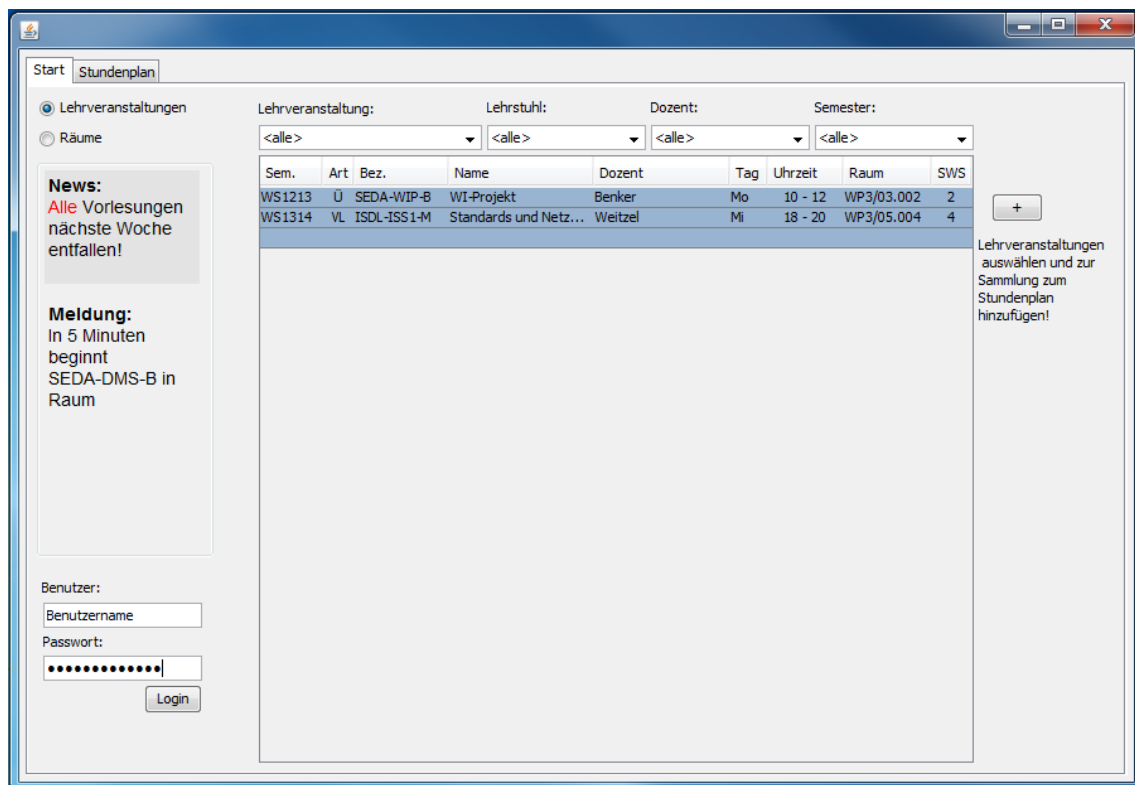 Start Stundenplan
Lehrveranstaltungen
Räume
News:
Alle Vorlesungen
nächste Woche
entfallen!
Meldung:
In 5 Minuten
beginnt
SEDA-DMS-B in
Raum
Benutzer:
Benutzername
Passwort:
•••••••••••••
Login
Lehrveranstaltung: Lehrstuhl: Dozent: Semester:
<alle> <alle> <alle> <alle>
Sem. Art Bez. Name Dozent Tag Uhrzeit Raum SWS
WS1213 Ü SEDA-WIP-B WI-Projekt Benker Mo 10 - 12 WP3/03.002 2
WS1314 VL ISDL-ISS1-M Standards und Netz... Weitzel Mi 18 - 20 WP3/05.004 4
+
Lehrveranstaltungen
auswählen und zur
Sammlung zum
Stundenplan
hinzufügen!